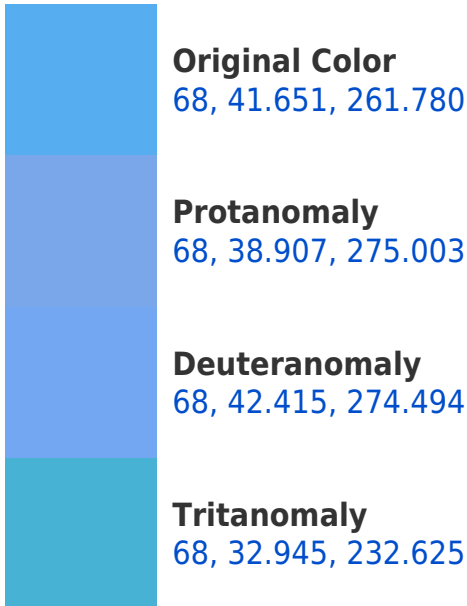 Original Color
68, 41.651, 261.780
Protanomaly
68, 38.907, 275.003
Deuteranomaly
68, 42.415, 274.494
Tritanomaly
68, 32.945, 232.625